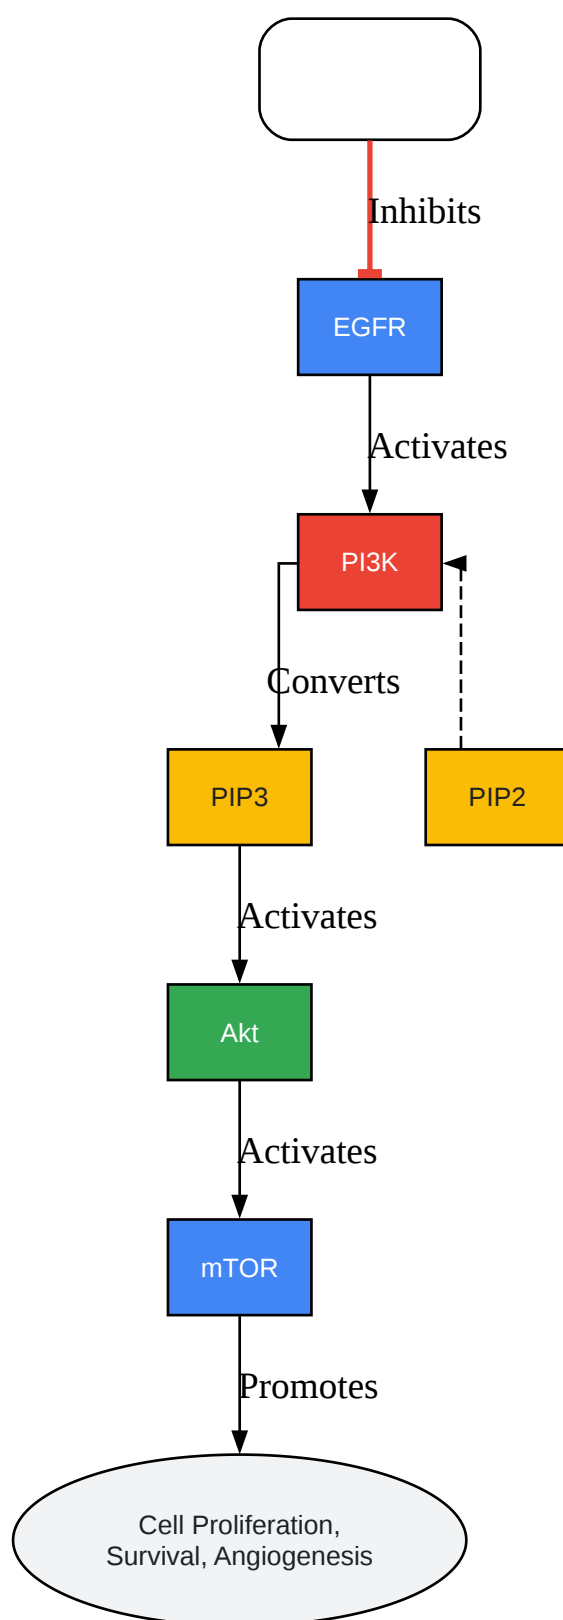 Inhibits
EGFR
Activates
PI3K
Converts
PIP3
PIP2
Activates
Akt
Activates
mTOR
Promotes
Cell Proliferation,
Survival, Angiogenesis